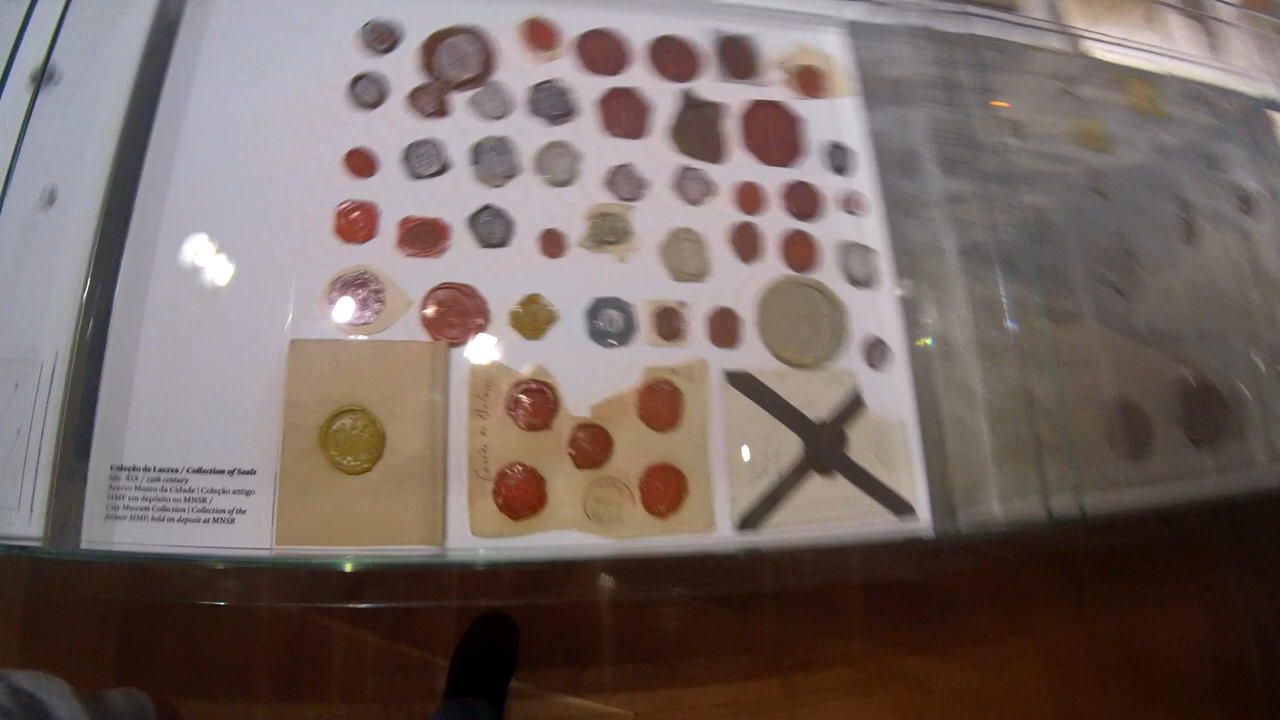 Coleção de Lacres / Collection of Seals
Séc. XIX / 19th century
Acervo Museu da Cidade | Coleção antigo
MMP em depósito no MNSR /
City Museum Collection | Collection of the
former MMP, held on deposit at MNSR